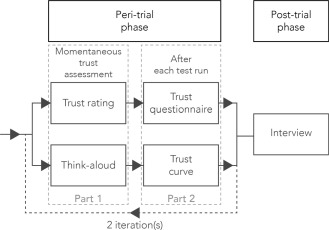 Peri-trial
phase
Post-trial
phase
Momentaneous
trust
assessment
After
each test run
Trust rating
Trust
questionnaire
Interview
Think-aloud
Trust
curve
Part 1
Part 2
2 iteration(s)